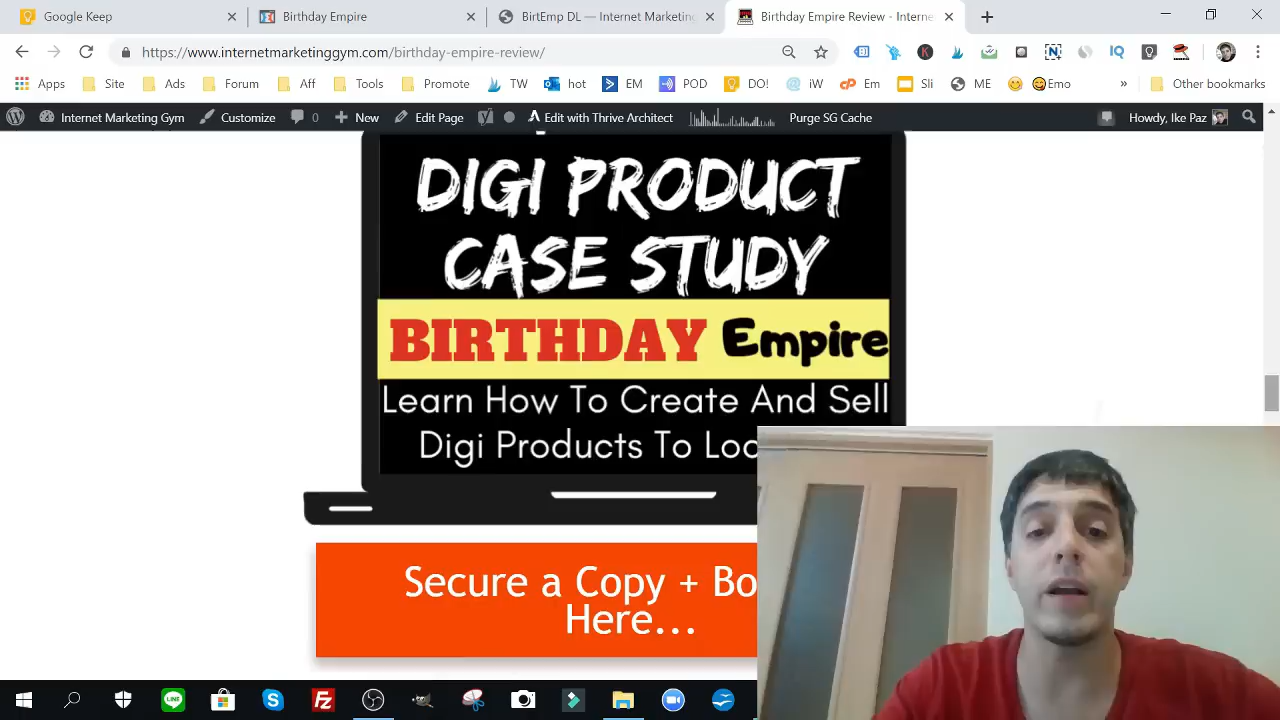 Google Keep
Birthday Empire
BirtEmp DL — Internet Marketing
Birthday Empire Review - Interne
https://www.internetmarketinggym.com/birthday-empire-review/
Apps Site Ads Forum Aff Tools Promot TW hot EM POD DO! iW Em Sli ME Emo » Other bookmarks
Internet Marketing Gym Customize 0 New Edit Page Edit with Thrive Architect Purge SG Cache Howdy, Ike Paz
DIGI PRODUCT
CASE STUDY
BIRTHDAY Empire
Learn How To Create And Sell
Digi Products To Loc
Secure a Copy + Bo
Here...